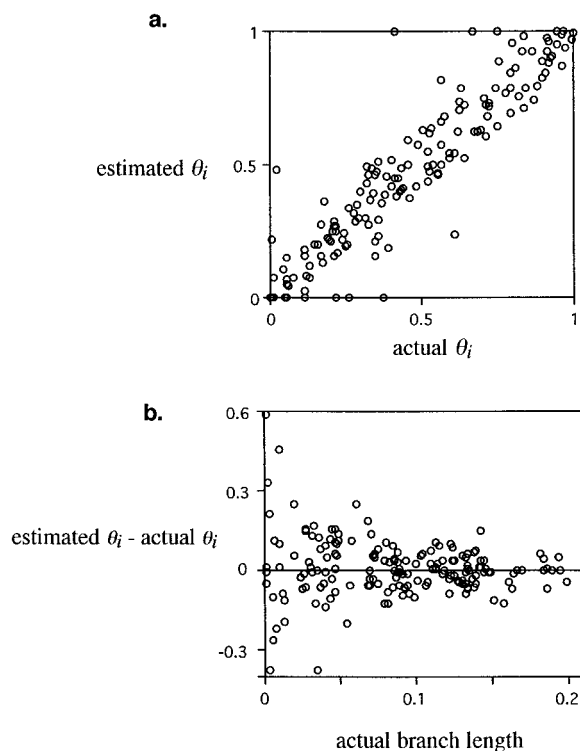 a.
1
estimated θi
0.5
0
0
0.5
1
actual θi
b.
0.6
0.3
estimated θi - actual θi
0
-0.3
0
0.1
0.2
actual branch length